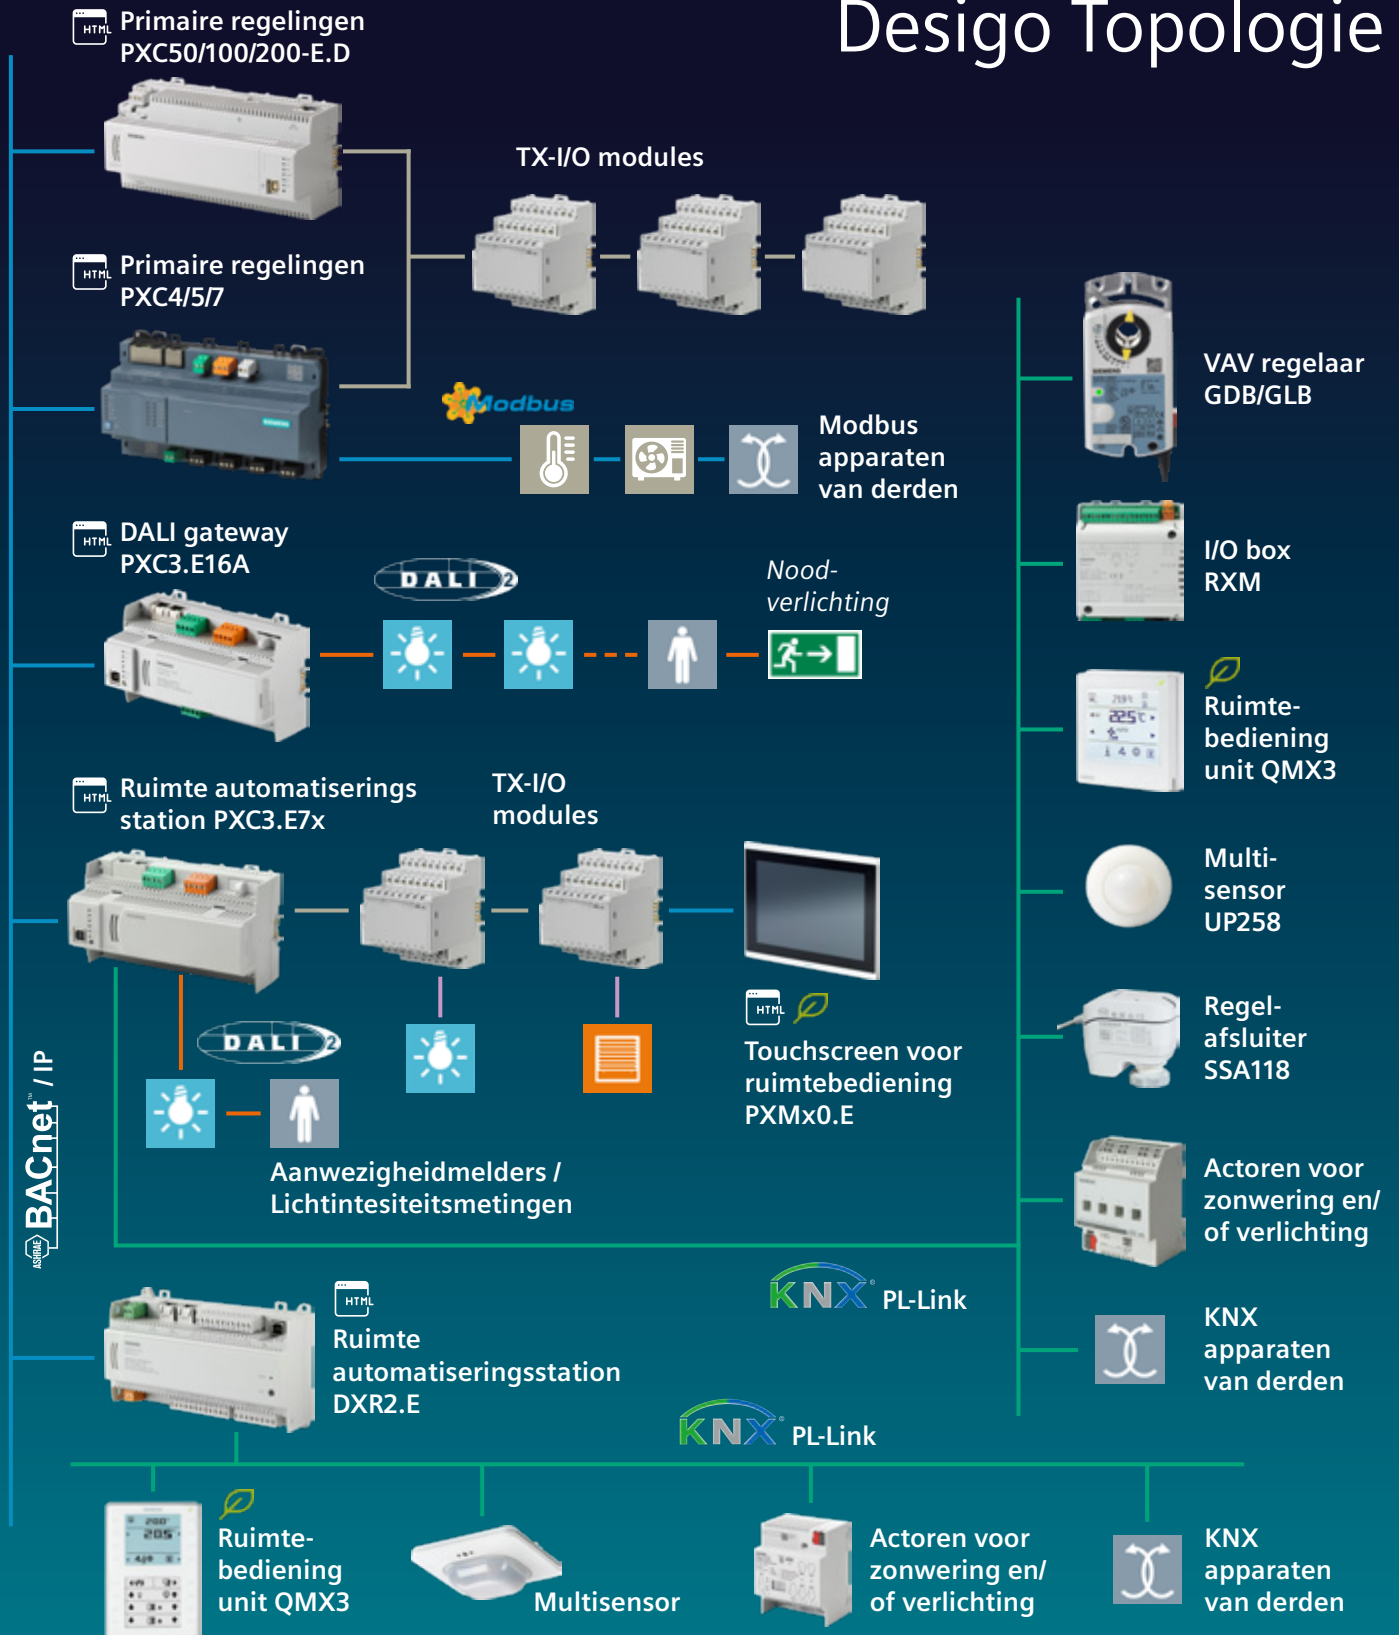 Desigo Topologie
HTML
Primaire regelingen
PXC50/100/200-E.D
TX-I/O modules
HTML
Primaire regelingen
PXC4/5/7
Modbus
Modbus
apparaten
van derden
HTML
DALI gateway
PXC3.E16A
DALI 2
Nood-
verlichting
HTML
Ruimte automatiserings
station PXC3.E7x
TX-I/O
modules
DALI 2
Aanwezigheidmelders /
Lichtintesiteitsmetingen
HTML
Touchscreen voor
ruimtebediening
PXMx0.E
ASHRAE BACnet™ / IP
KNX® PL-Link
VAV regelaar
GDB/GLB
I/O box
RXM
Ruimte-
bediening
unit QMX3
Multi-
sensor
UP258
Regel-
afsluiter
SSA118
Actoren voor
zonwering en/
of verlichting
KNX
apparaten
van derden
HTML
Ruimte
automatiseringsstation
DXR2.E
KNX® PL-Link
Ruimte-
bediening
unit QMX3
Multisensor
Actoren voor
zonwering en/
of verlichting
KNX
apparaten
van derden